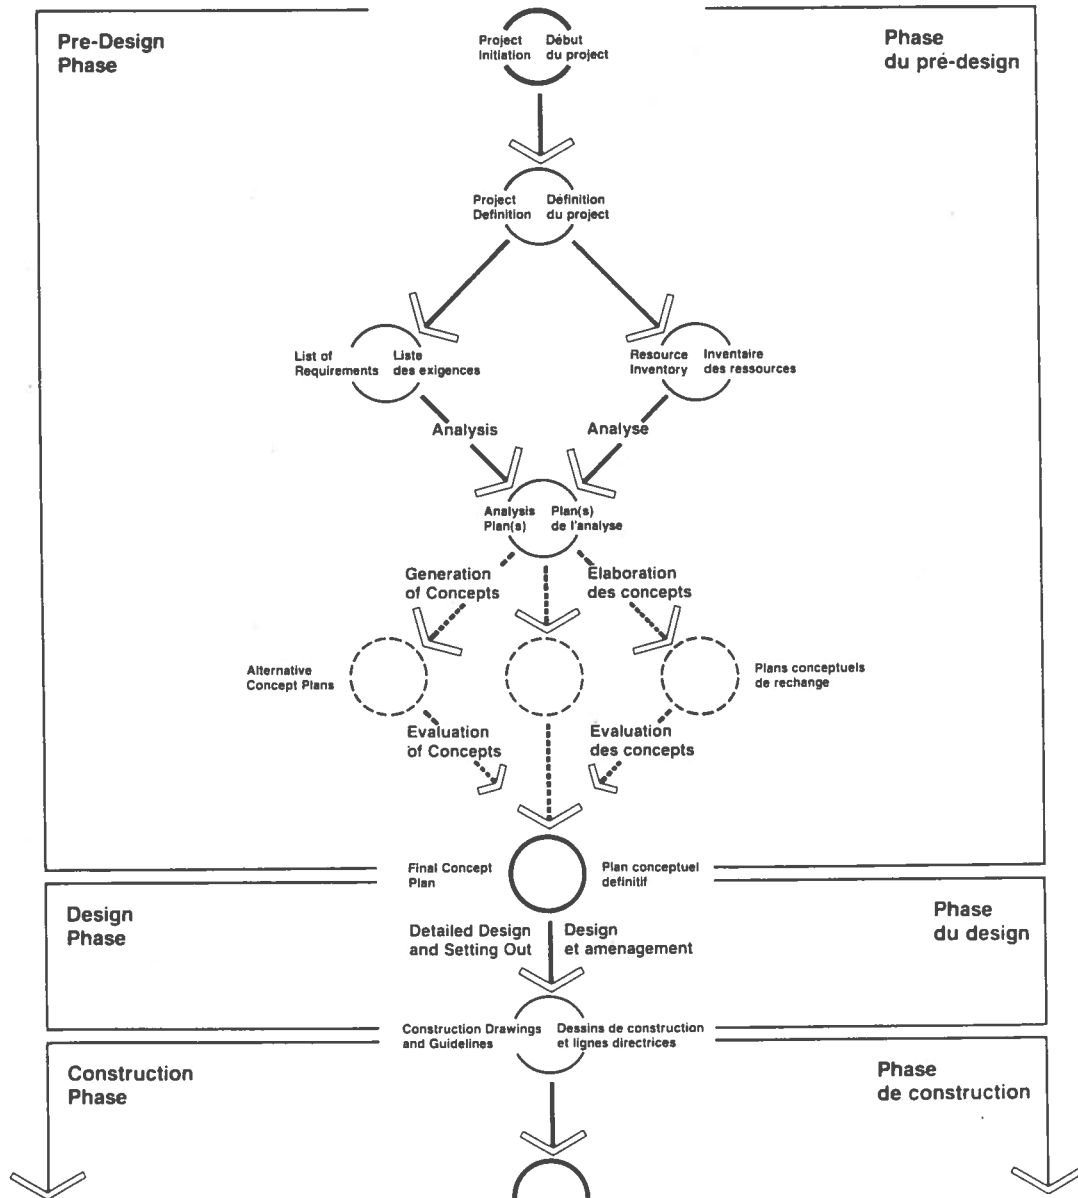 Pre-Design
Phase
Project
Initiation
Début
du project
Phase
du pré-design
Project
Definition
Définition
du project
List of
Requirements
Liste
des exigences
Resource
Inventory
Inventaire
des ressources
Analysis
Analyse
Analysis
Plan(s)
Plan(s)
de l'analyse
Generation
of Concepts
Elaboration
des concepts
Alternative
Concept Plans
Plans conceptuels
de rechange
Evaluation
of Concepts
Evaluation
des concepts
Final Concept
Plan
Plan conceptuel
definitif
Design
Phase
Detailed Design
and Setting Out
Design
et aménagement
Phase
du design
Construction Drawings
and Guidelines
Dessins de construction
et lignes directrices
Construction
Phase
Phase
de construction